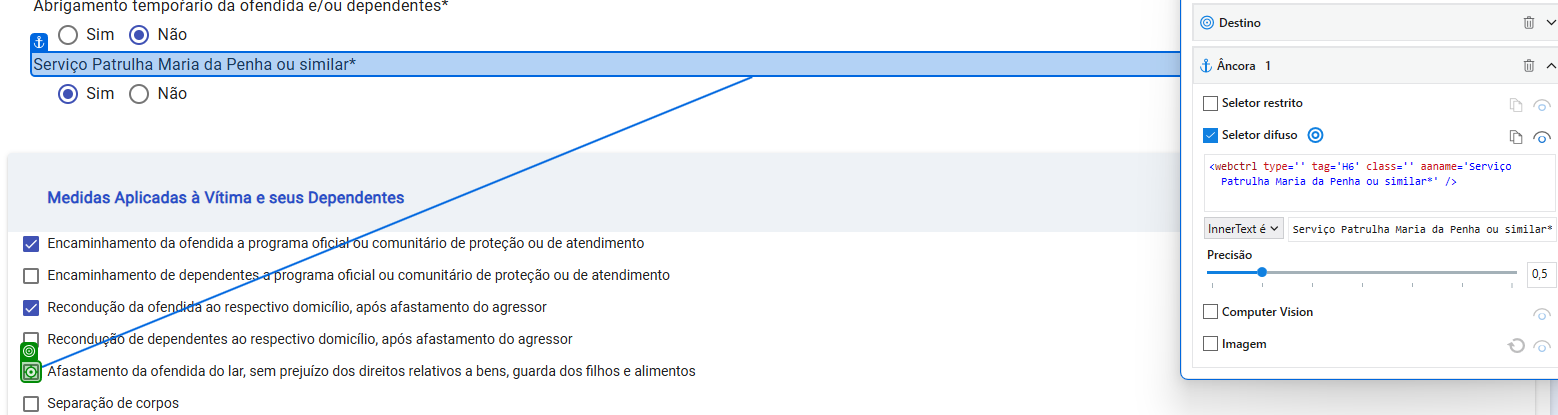 Abrigamento temporario da ofendida e/ou dependentes*
Sim Não
Serviço Patrulha Maria da Penha ou similar*
Sim Não
Medidas Aplicadas à Vítima e seus Dependentes
Encaminhamento da ofendida a programa oficial ou comunitário de proteção ou de atendimento
Encaminhamento de dependentes a programa oficial ou comunitário de proteção ou de atendimento
Recondução da ofendida ao respectivo domicílio, após afastamento do agressor
Recondução de dependentes ao respectivo domicílio, após afastamento do agressor
Afastamento da ofendida do lar, sem prejuízo dos direitos relativos a bens, guarda dos filhos e alimentos
Separação de corpos
Destino
Âncora 1
Seletor restrito
Seletor difuso
<webctrl type='' tag='H6' class='' aaname='Serviço
Patrulha Maria da Penha ou similar*' />
InnerText é Serviço Patrulha Maria da Penha ou similar*
Precisão
0,5
Computer Vision
Imagem